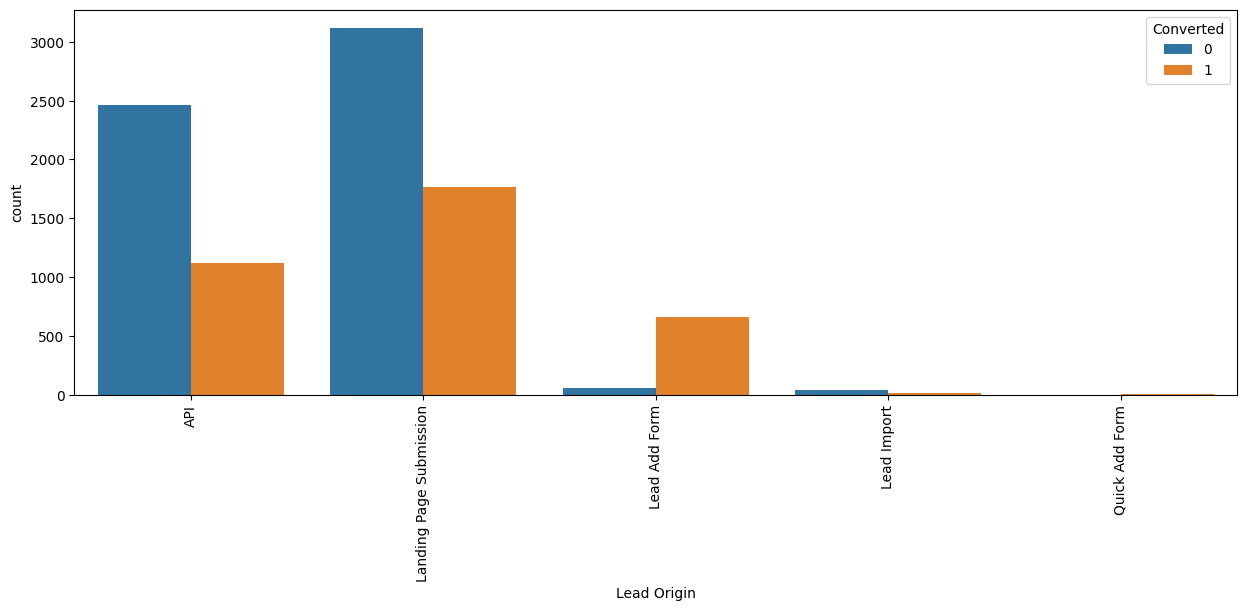 Converted
0
1
3000
2500
2000
1500
1000
500
0
count
API
Landing Page Submission
Lead Add Form
Lead Import
Quick Add Form
Lead Origin